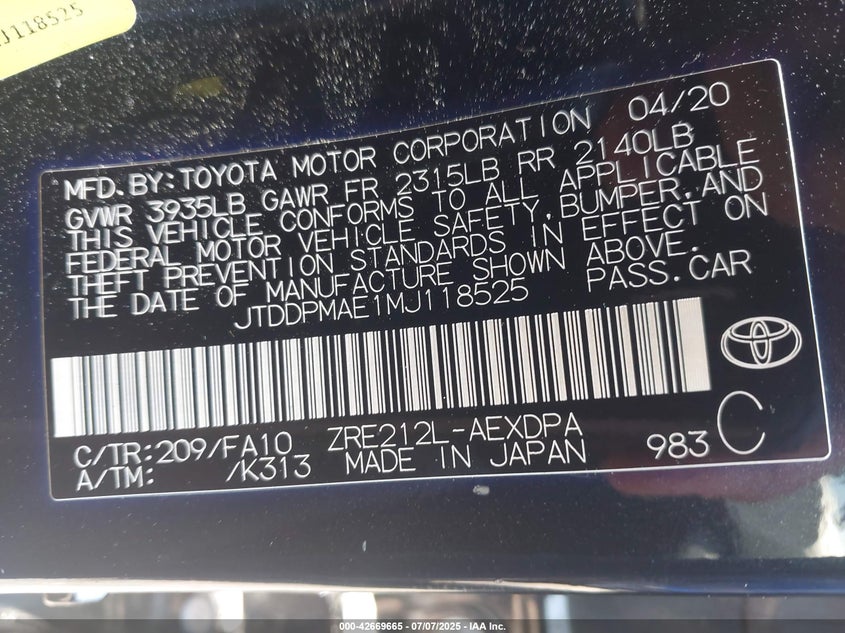 J118525
MFD.BY:TOYOTA MOTOR CORPORATION 04/20
GVWR 3935LB GAWR FR 2315LB RR 2140LB
THIS VEHICLE CONFORMS TO ALL APPLICABLE
FEDERAL MOTOR VEHICLE SAFETY,BUMPER,AND
THEFT PREVENTION STANDARDS IN EFFECT ON
THE DATE OF MANUFACTURE SHOWN ABOVE.
JTDDPMAE1MJ118525 PASS.CAR
C/TR:209/FA10 ZRE212L-AEXDPA
A/TM: /K313 MADE IN JAPAN 983 C
000-42669665 - 07/07/2025 - IAA Inc.